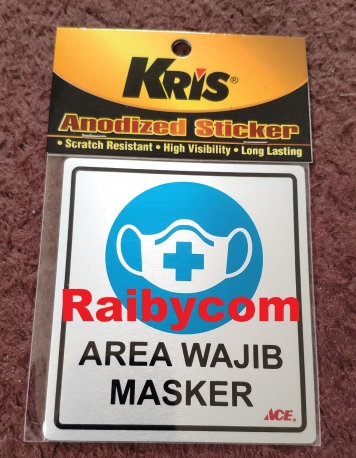 KRIS®
Anodized Sticker
• Scratch Resistant • High Visibility • Long Lasting
Raibycom
AREA WAJIB
MASKER
ACE®